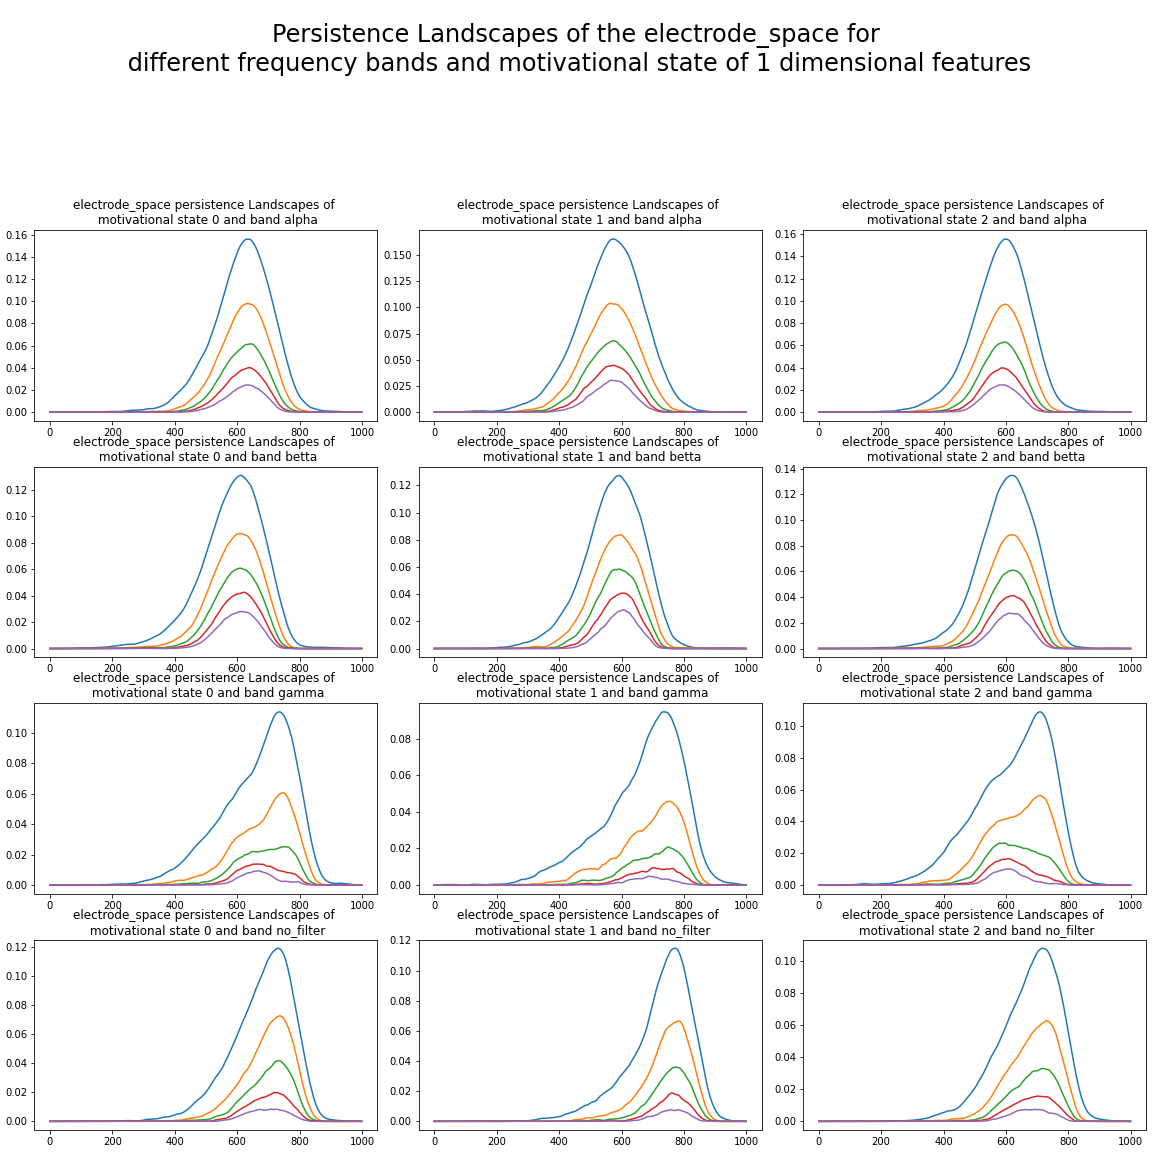 Persistence Landscapes of the electrode_space for
different frequency bands and motivational state of 1 dimensional features
electrode_space persistence Landscapes of
motivational state 0 and band alpha
0.16
0.14
0.12
0.10
0.08
0.06
0.04
0.02
0.00
0 200 400 600 800 1000
electrode_space persistence Landscapes of
motivational state 1 and band alpha
0.150
0.125
0.100
0.075
0.050
0.025
0.000
0 200 400 600 800 1000
electrode_space persistence Landscapes of
motivational state 2 and band alpha
0.16
0.14
0.12
0.10
0.08
0.06
0.04
0.02
0.00
0 200 400 600 800 1000
electrode_space persistence Landscapes of
motivational state 0 and band betta
0.12
0.10
0.08
0.06
0.04
0.02
0.00
0 200 400 600 800 1000
electrode_space persistence Landscapes of
motivational state 1 and band betta
0.12
0.10
0.08
0.06
0.04
0.02
0.00
0 200 400 600 800 1000
electrode_space persistence Landscapes of
motivational state 2 and band betta
0.14
0.12
0.10
0.08
0.06
0.04
0.02
0.00
0 200 400 600 800 1000
electrode_space persistence Landscapes of
motivational state 0 and band gamma
0.10
0.08
0.06
0.04
0.02
0.00
0 200 400 600 800 1000
electrode_space persistence Landscapes of
motivational state 1 and band gamma
0.08
0.06
0.04
0.02
0.00
0 200 400 600 800 1000
electrode_space persistence Landscapes of
motivational state 2 and band gamma
0.10
0.08
0.06
0.04
0.02
0.00
0 200 400 600 800 1000
electrode_space persistence Landscapes of
motivational state 0 and band no_filter
0.12
0.10
0.08
0.06
0.04
0.02
0.00
0 200 400 600 800 1000
electrode_space persistence Landscapes of
motivational state 1 and band no_filter
0.12
0.10
0.08
0.06
0.04
0.02
0.00
0 200 400 600 800 1000
electrode_space persistence Landscapes of
motivational state 2 and band no_filter
0.10
0.08
0.06
0.04
0.02
0.00
0 200 400 600 800 1000